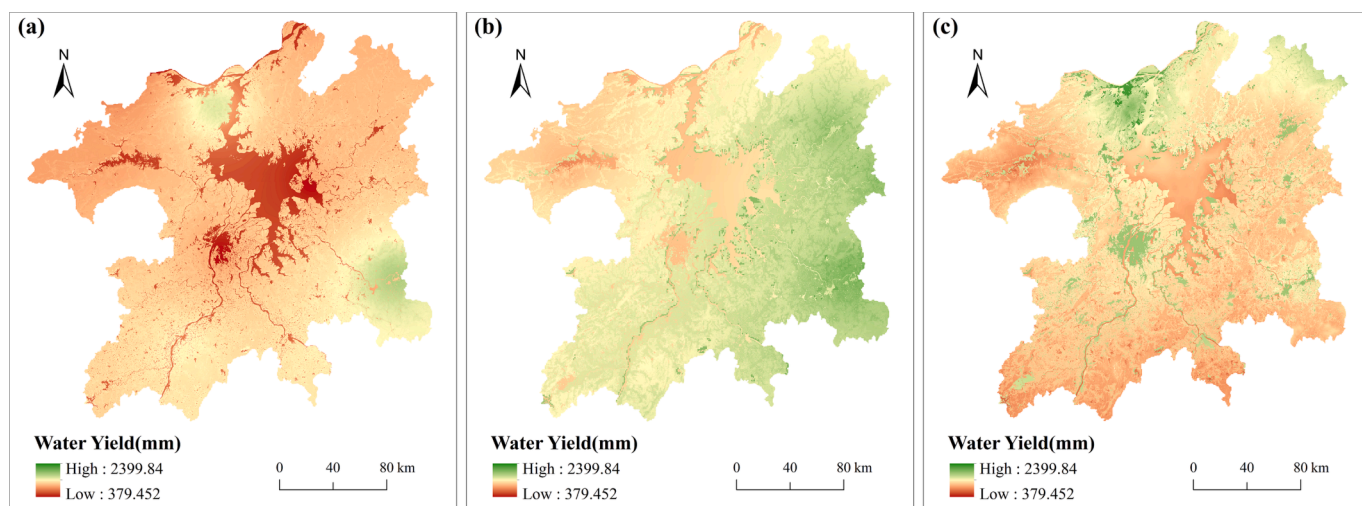 (a)
N
Water Yield(mm)
High : 2399.84
Low : 379.452
0 40 80 km
(b)
N
Water Yield(mm)
High : 2399.84
Low : 379.452
0 40 80 km
(c)
N
Water Yield(mm)
High : 2399.84
Low : 379.452
0 40 80 km